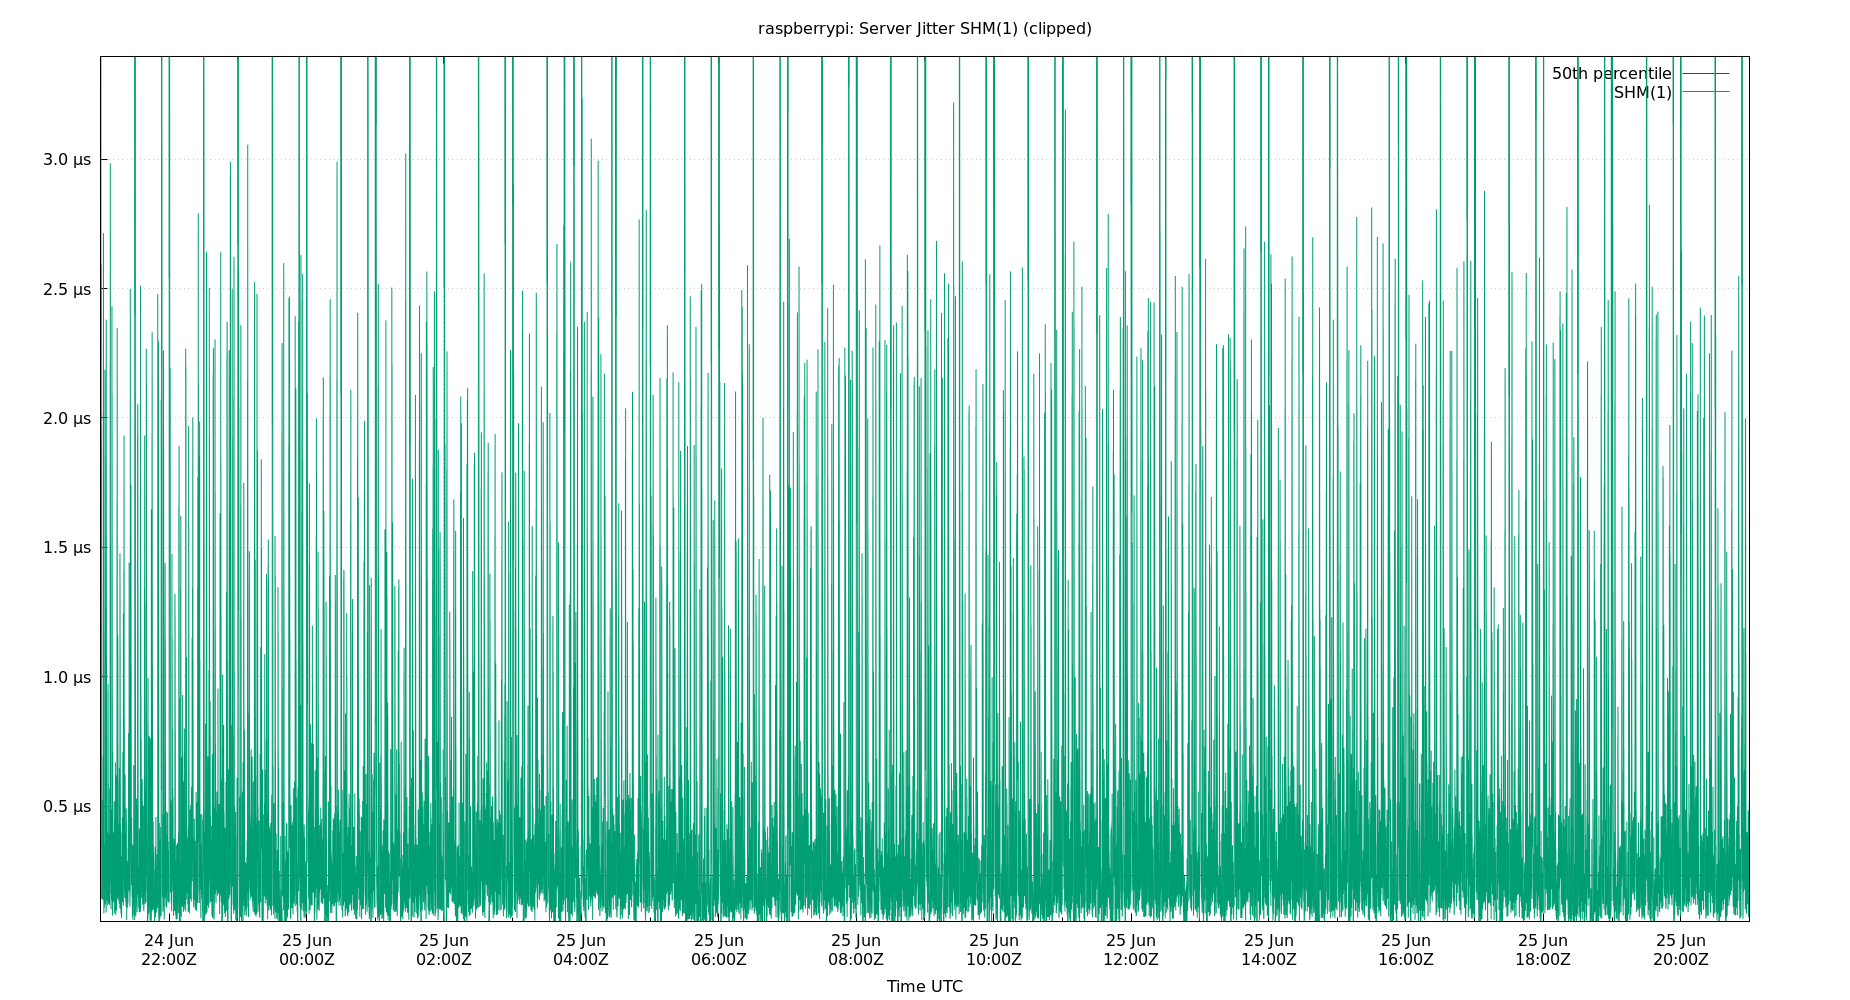 raspberrypi: Server Jitter SHM(1) (clipped)
50th percentile
SHM(1)
3.0 µs
2.5 µs
2.0 µs
1.5 µs
1.0 µs
0.5 µs
24 Jun 25 Jun 25 Jun 25 Jun 25 Jun 25 Jun 25 Jun 25 Jun 25 Jun 25 Jun 25 Jun 25 Jun
22:00Z 00:00Z 02:00Z 04:00Z 06:00Z 08:00Z 10:00Z 12:00Z 14:00Z 16:00Z 18:00Z 20:00Z
Time UTC